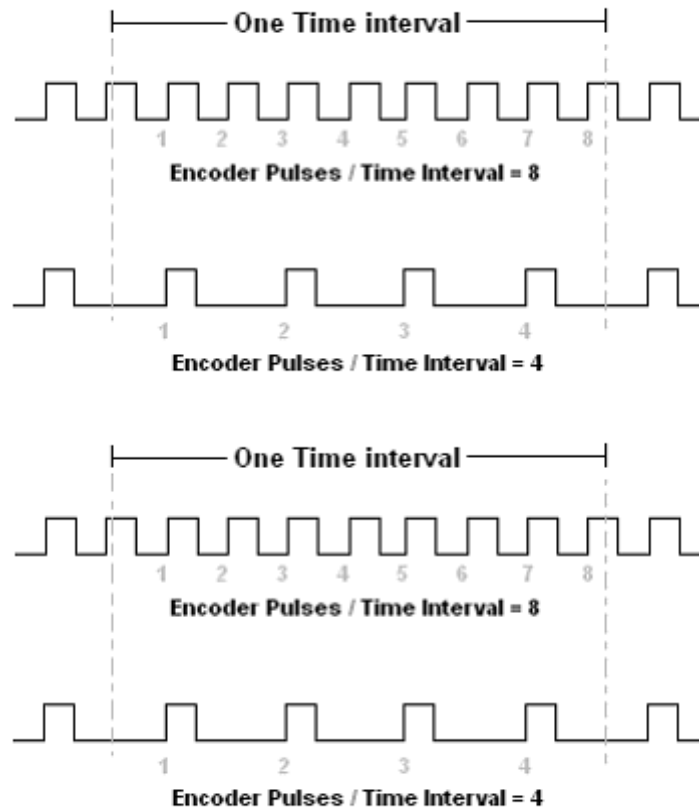 One Time interval
1 2 3 4 5 6 7 8
Encoder Pulses / Time Interval = 8
1 2 3 4
Encoder Pulses / Time Interval = 4
One Time interval
1 2 3 4 5 6 7 8
Encoder Pulses / Time Interval = 8
1 2 3 4
Encoder Pulses / Time Interval = 4